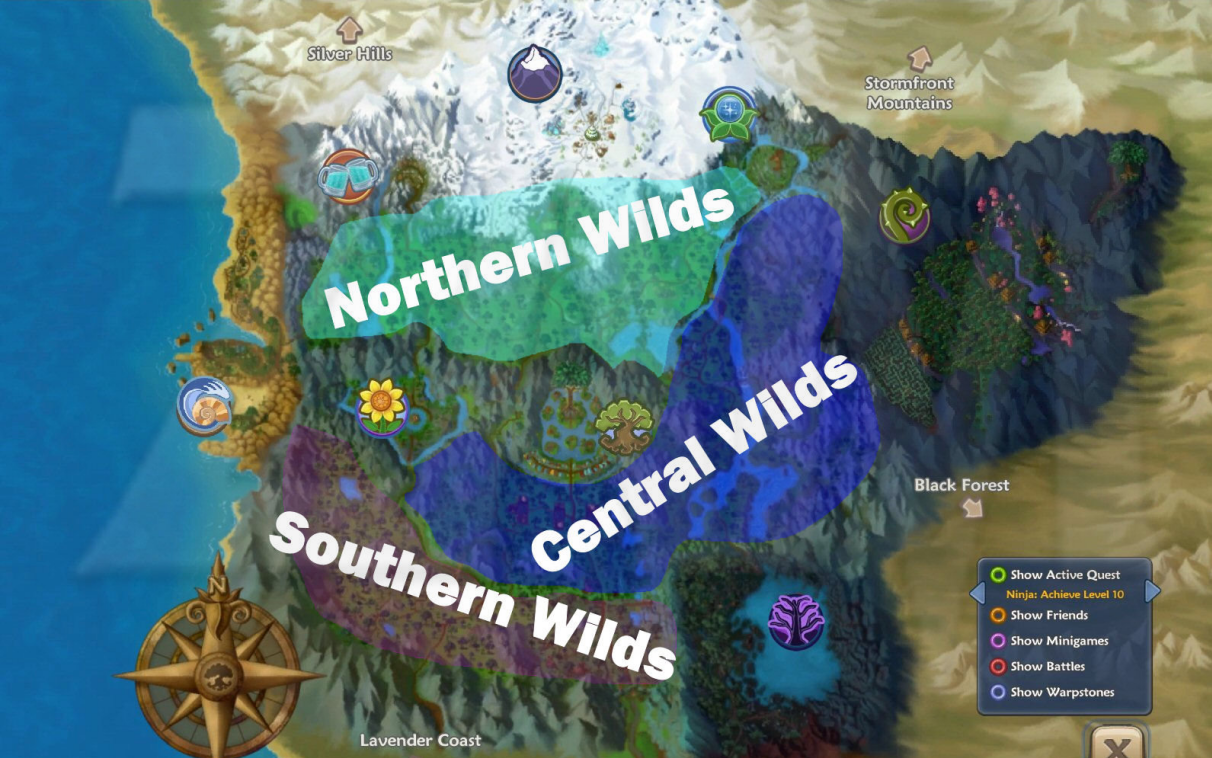 Silver Hills
Stormfront
Mountains
Northern Wilds
Central Wilds
Black Forest
Southern Wilds
N
Show Active Quest
Ninja: Achieve Level 10
Show Friends
Show Minigames
Show Battles
Show Warpstones
Lavender Coast
X